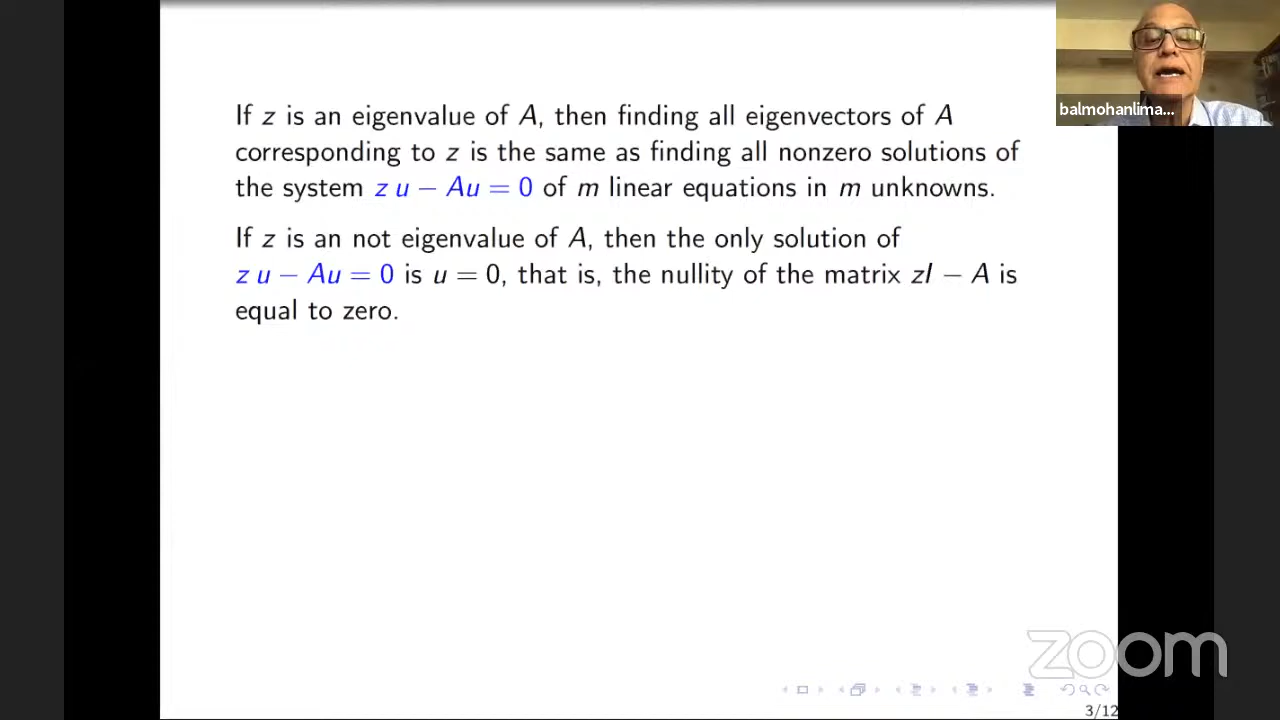 If z is an eigenvalue of A, then finding all eigenvectors of A
corresponding to z is the same as finding all nonzero solutions of
the system z u − Au = 0 of m linear equations in m unknowns.
If z is an not eigenvalue of A, then the only solution of
z u − Au = 0 is u = 0, that is, the nullity of the matrix zI − A is
equal to zero.
balmohanlima...
zoom
3/12